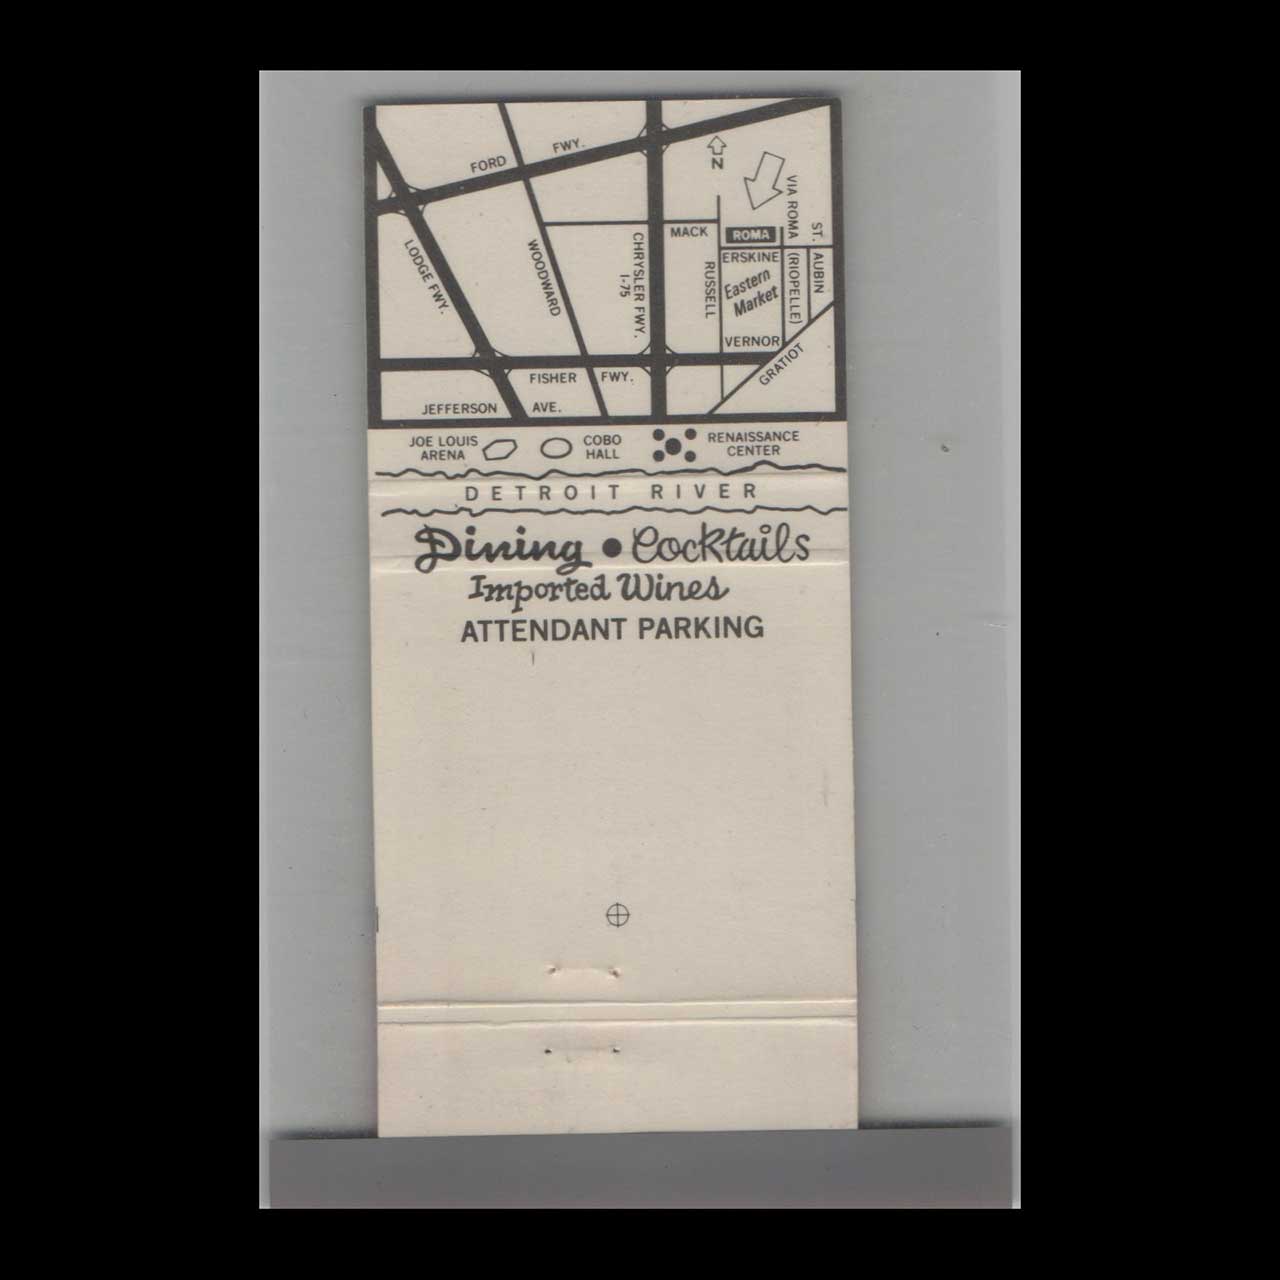 FORD FWY.
N
LODGE FWY.
WOODWARD
CHRYSLER FWY.
I-75
MACK
RUSSELL
ROMA
VIA ROMA
(RIOPELLE)
ST. AUBIN
ERSKINE
Eastern
Market
VERNOR
GRATIOT
FISHER FWY.
JEFFERSON AVE.
JOE LOUIS
ARENA
COBO
HALL
RENAISSANCE
CENTER
DETROIT RIVER
Dining • Cocktails
Imported Wines
ATTENDANT PARKING